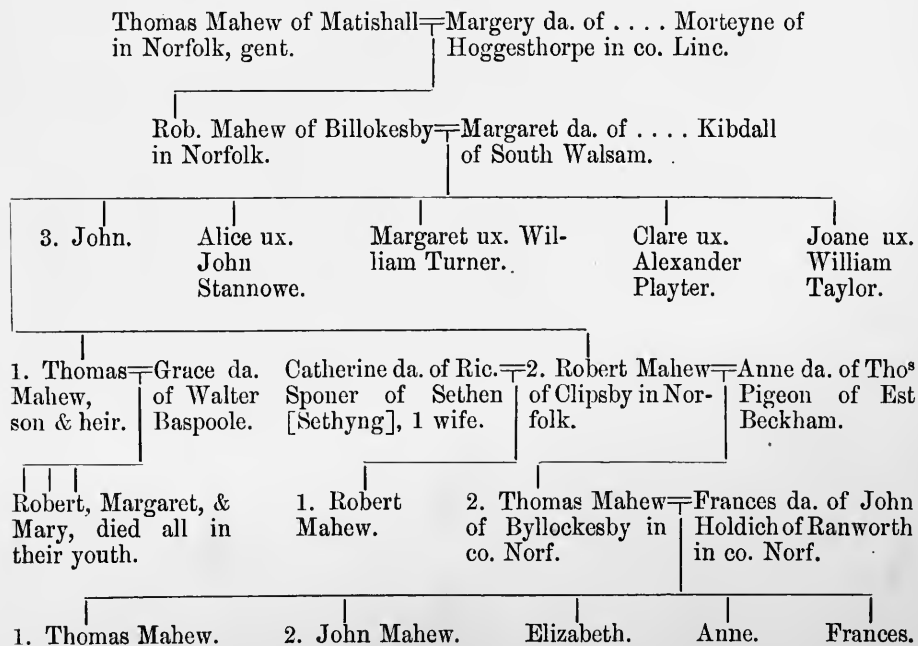 Thomas Mahew of Matishall Margery da. of .... Morteyne of
in Norfolk, gent. Hoggesthorpe in co. Linc.
Rob. Mahew of Billokesby Margaret da. of .... Kibdall
in Norfolk. of South Walsam.
3. John.
Alice ux.
John
Stannowe.
Margaret ux. Wil-
liam Turner.
Clare ux.
Alexander
Playter.
Joane ux.
William
Taylor.
1. Thomas
Mahew,
son & heir.
Grace da.
of Walter
Baspoole.
Catherine da. of Ric.
Sponer of Sethen
[Sethyng], 1 wife.
2. Robert Mahew
of Clipsby in Nor-
folk.
Anne da. of Thoˢ
Pigeon of Est
Beckham.
Robert, Margaret, &
Mary, died all in
their youth.
1. Robert
Mahew.
2. Thomas Mahew
of Byllockesby in
co. Norf.
Frances da. of John
Holdich of Ranworth
in co. Norf.
1. Thomas Mahew. 2. John Mahew. Elizabeth. Anne. Frances.